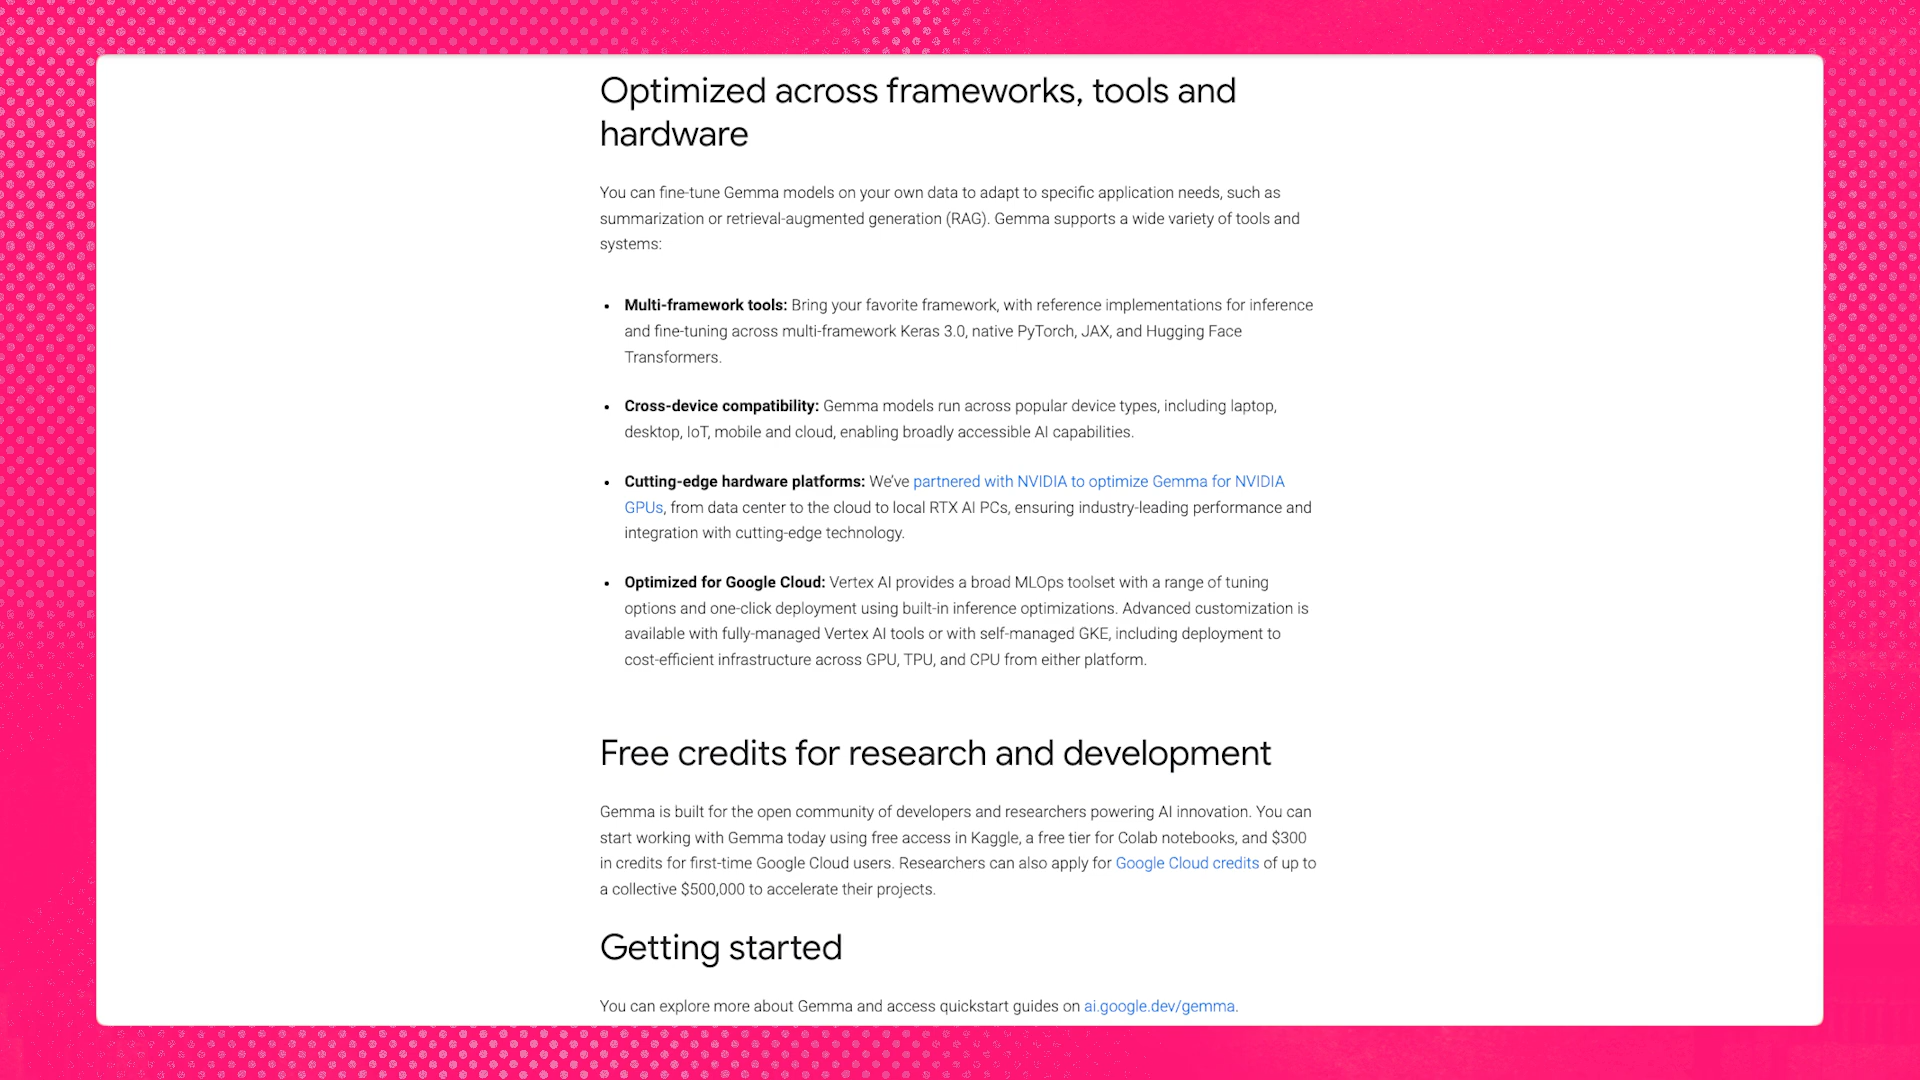 Optimized across frameworks, tools and
hardware
You can fine-tune Gemma models on your own data to adapt to specific application needs, such as
summarization or retrieval-augmented generation (RAG). Gemma supports a wide variety of tools and
systems:
• Multi-framework tools: Bring your favorite framework, with reference implementations for inference
and fine-tuning across multi-framework Keras 3.0, native PyTorch, JAX, and Hugging Face
Transformers.
• Cross-device compatibility: Gemma models run across popular device types, including laptop,
desktop, IoT, mobile and cloud, enabling broadly accessible AI capabilities.
• Cutting-edge hardware platforms: We’ve partnered with NVIDIA to optimize Gemma for NVIDIA
GPUs, from data center to the cloud to local RTX AI PCs, ensuring industry-leading performance and
integration with cutting-edge technology.
• Optimized for Google Cloud: Vertex AI provides a broad MLOps toolset with a range of tuning
options and one-click deployment using built-in inference optimizations. Advanced customization is
available with fully-managed Vertex AI tools or with self-managed GKE, including deployment to
cost-efficient infrastructure across GPU, TPU, and CPU from either platform.
Free credits for research and development
Gemma is built for the open community of developers and researchers powering AI innovation. You can
start working with Gemma today using free access in Kaggle, a free tier for Colab notebooks, and $300
in credits for first-time Google Cloud users. Researchers can also apply for Google Cloud credits of up to
a collective $500,000 to accelerate their projects.
Getting started
You can explore more about Gemma and access quickstart guides on ai.google.dev/gemma.